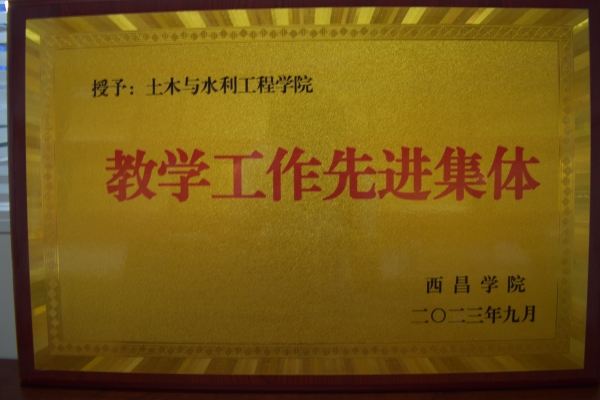 授予：土木与水利工程学院
教学工作先进集体
西昌学院
二〇二三年九月